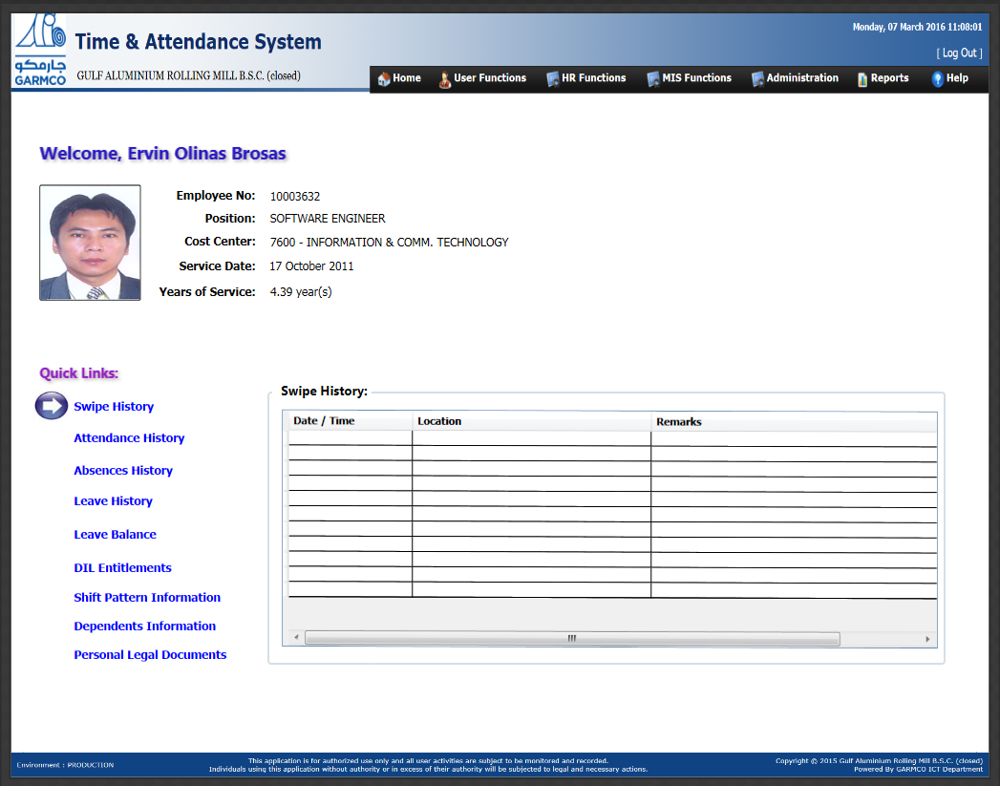 Monday, 07 March 2016 11:08:01
Time & Attendance System
[ Log Out ]
جارمكو
GARMCO
GULF ALUMINIUM ROLLING MILL B.S.C. (closed)
Home User Functions HR Functions MIS Functions Administration Reports Help
Welcome, Ervin Olinas Brosas
Employee No: 10003632
Position: SOFTWARE ENGINEER
Cost Center: 7600 - INFORMATION & COMM. TECHNOLOGY
Service Date: 17 October 2011
Years of Service: 4.39 year(s)
Quick Links:
Swipe History
Attendance History
Absences History
Leave History
Leave Balance
DIL Entitlements
Shift Pattern Information
Dependents Information
Personal Legal Documents
Swipe History:
Date / Time Location Remarks
Environment : PRODUCTION
This application is for authorized use only and all user activities are subject to be monitored and recorded.
Individuals using this application without authority or in excess of their authority will be subjected to legal and necessary actions.
Copyright © 2015 Gulf Aluminium Rolling Mill B.S.C. (closed)
Powered By GARMCO ICT Department